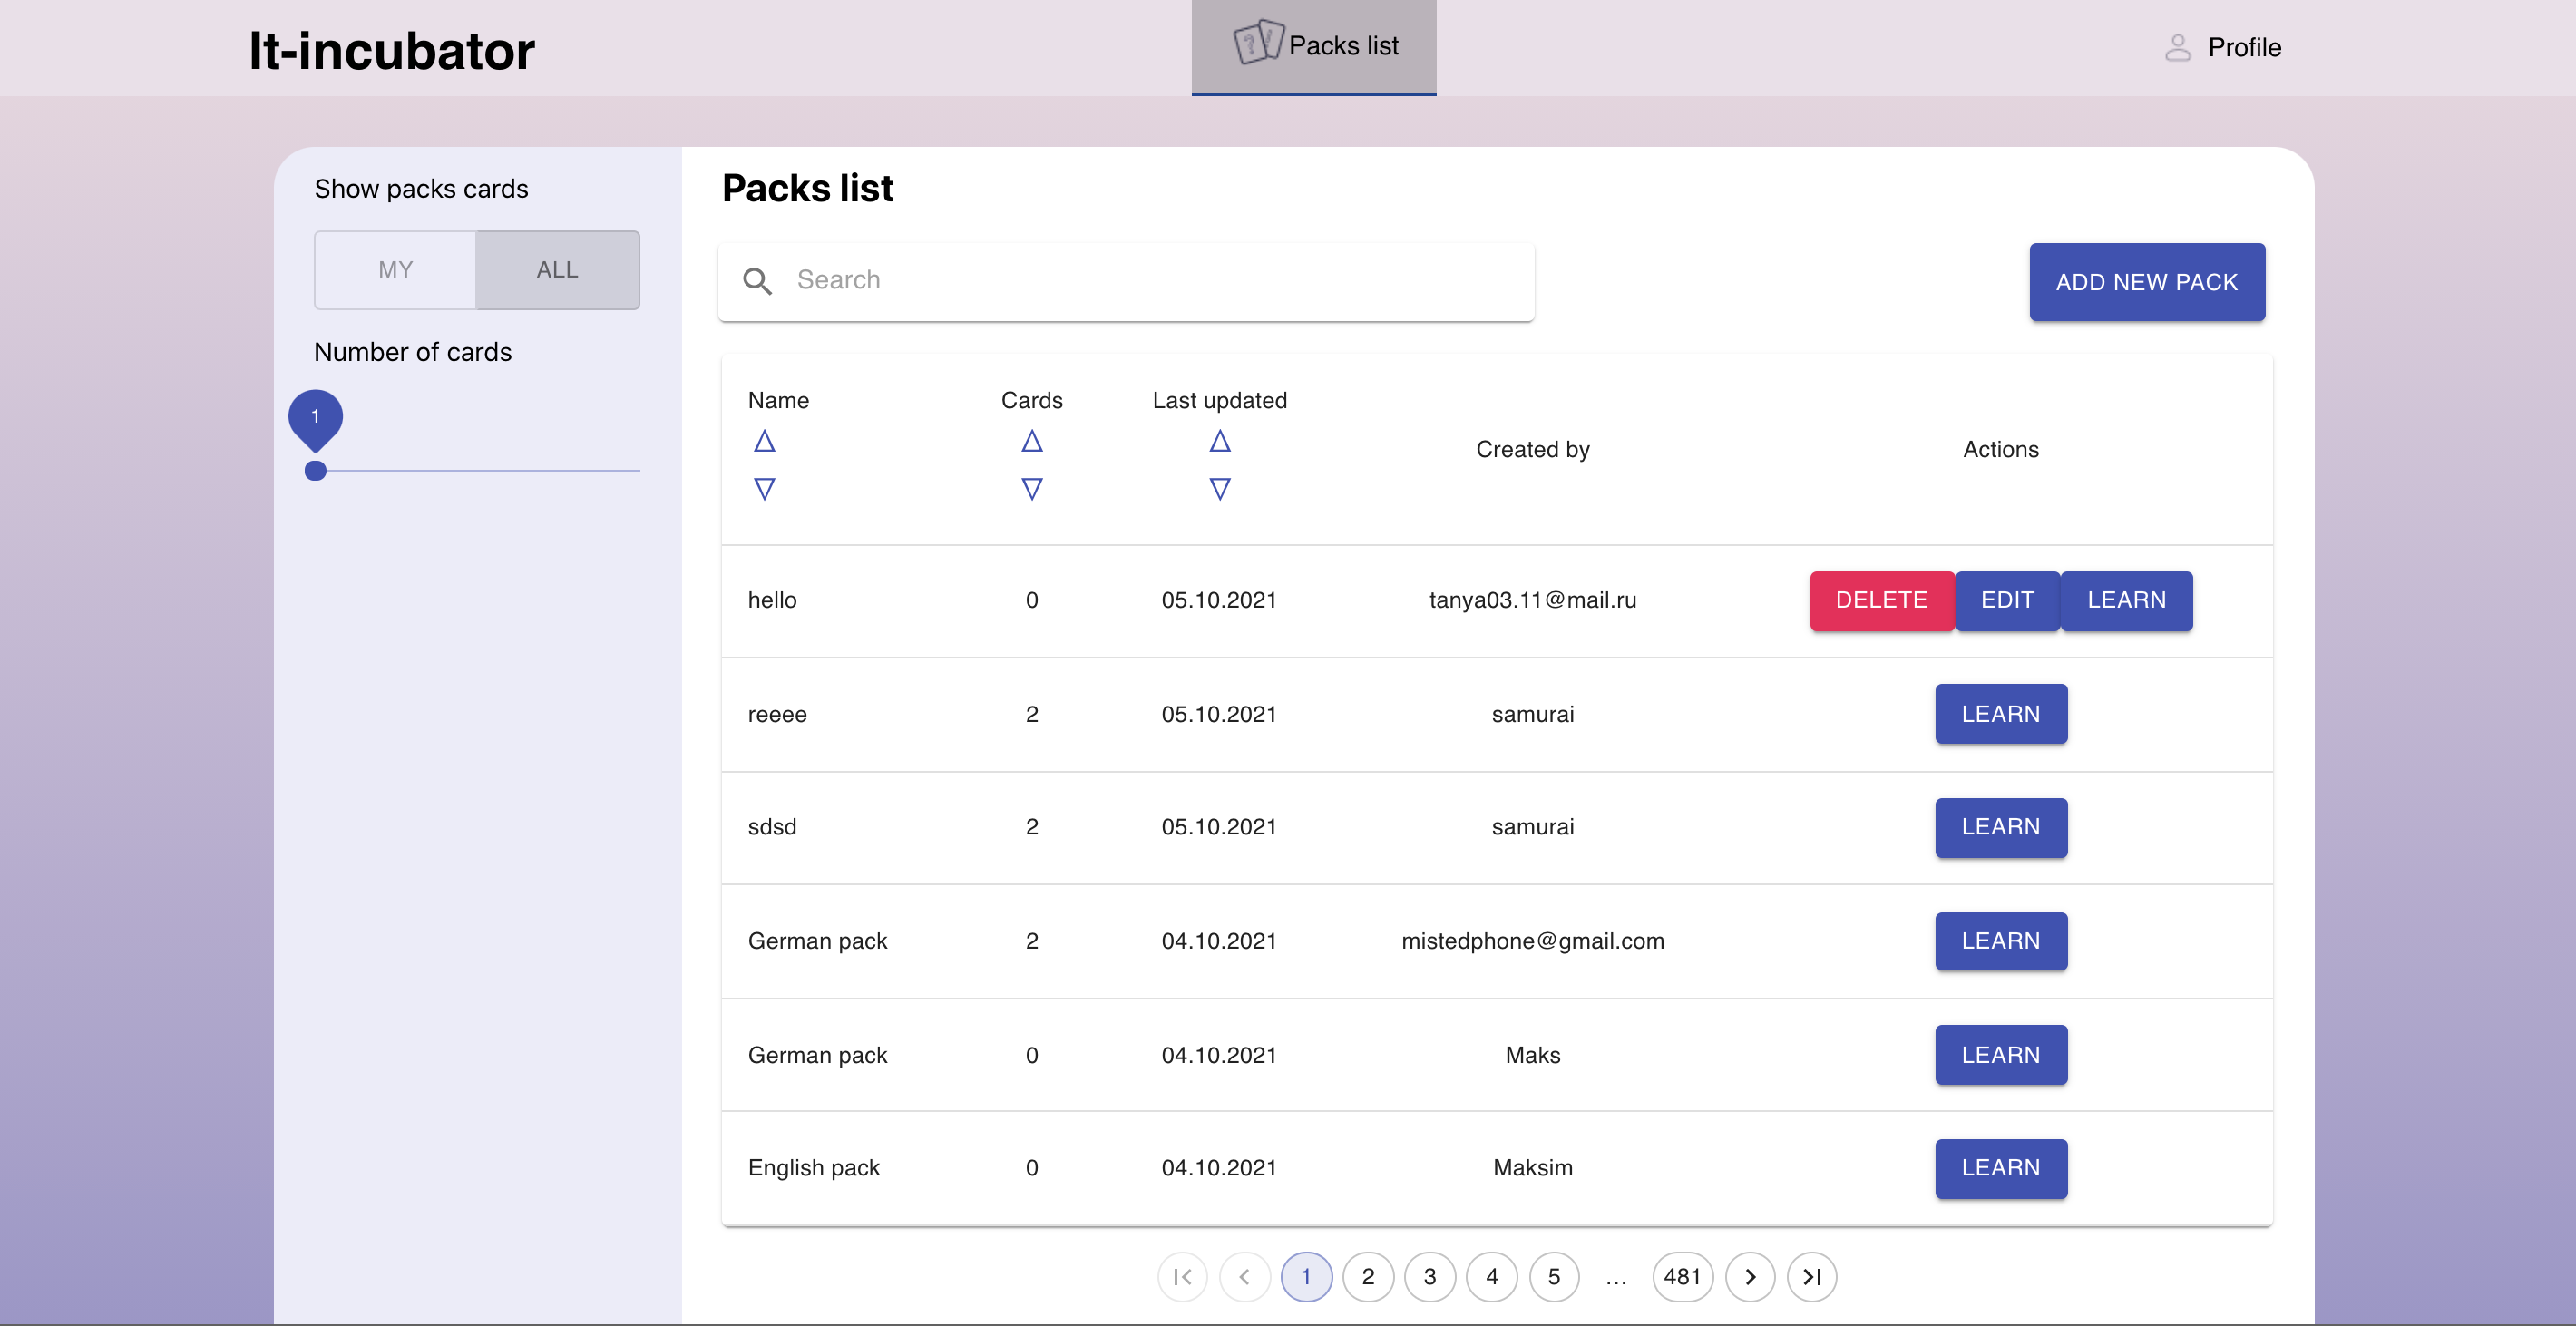 It-incubator
Packs list
Profile
Show packs cards
MY ALL
Number of cards
1
Packs list
Search
ADD NEW PACK
Name Cards Last updated Created by Actions
hello 0 05.10.2021 tanya03.11@mail.ru DELETE EDIT LEARN
reeee 2 05.10.2021 samurai LEARN
sdsd 2 05.10.2021 samurai LEARN
German pack 2 04.10.2021 mistedphone@gmail.com LEARN
German pack 0 04.10.2021 Maks LEARN
English pack 0 04.10.2021 Maksim LEARN
1 2 3 4 5 ... 481